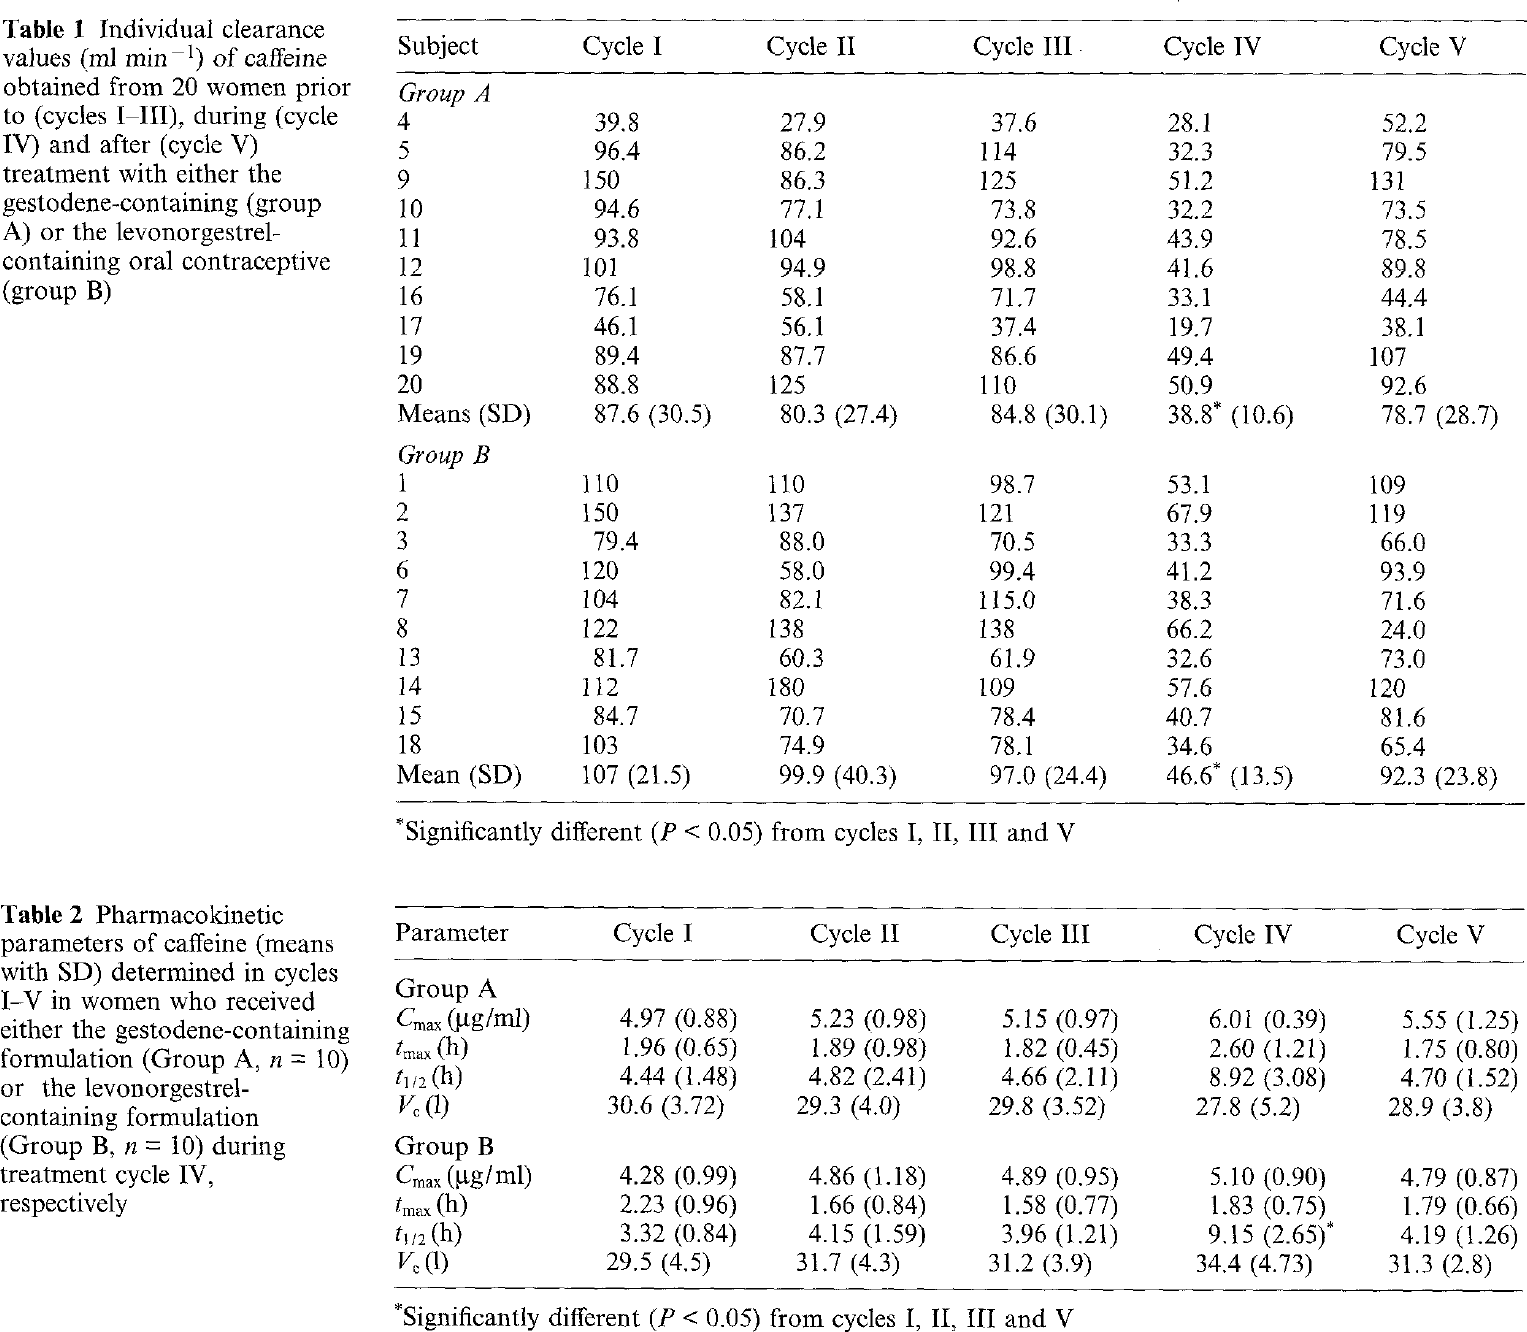 Table 1 Individual clearance
values (ml min −1) of caffeine
obtained from 20 women prior
to (cycles I–III), during (cycle
IV) and after (cycle V)
treatment with either the
gestodene-containing (group
A) or the levonorgestrel-
containing oral contraceptive
(group B)
Subject Cycle I Cycle II Cycle III Cycle IV Cycle V
Group A
4 39.8 27.9 37.6 28.1 52.2
5 96.4 86.2 114 32.3 79.5
9 150 86.3 125 51.2 131
10 94.6 77.1 73.8 32.2 73.5
11 93.8 104 92.6 43.9 78.5
12 101 94.9 98.8 41.6 89.8
16 76.1 58.1 71.7 33.1 44.4
17 46.1 56.1 37.4 19.7 38.1
19 89.4 87.7 86.6 49.4 107
20 88.8 125 110 50.9 92.6
Means (SD) 87.6 (30.5) 80.3 (27.4) 84.8 (30.1) 38.8* (10.6) 78.7 (28.7)
Group B
1 110 110 98.7 53.1 109
2 150 137 121 67.9 119
3 79.4 88.0 70.5 33.3 66.0
6 120 58.0 99.4 41.2 93.9
7 104 82.1 115.0 38.3 71.6
8 122 138 138 66.2 24.0
13 81.7 60.3 61.9 32.6 73.0
14 112 180 109 57.6 120
15 84.7 70.7 78.4 40.7 81.6
18 103 74.9 78.1 34.6 65.4
Mean (SD) 107 (21.5) 99.9 (40.3) 97.0 (24.4) 46.6* (13.5) 92.3 (23.8)
*Significantly different (P < 0.05) from cycles I, II, III and V
Table 2 Pharmacokinetic
parameters of caffeine (means
with SD) determined in cycles
I–V in women who received
either the gestodene-containing
formulation (Group A, n = 10)
or the levonorgestrel-
containing formulation
(Group B, n = 10) during
treatment cycle IV,
respectively
Parameter Cycle I Cycle II Cycle III Cycle IV Cycle V
Group A
Cmax (µg/ml) 4.97 (0.88) 5.23 (0.98) 5.15 (0.97) 6.01 (0.39) 5.55 (1.25)
tmax (h) 1.96 (0.65) 1.89 (0.98) 1.82 (0.45) 2.60 (1.21) 1.75 (0.80)
t1/2 (h) 4.44 (1.48) 4.82 (2.41) 4.66 (2.11) 8.92 (3.08) 4.70 (1.52)
Vc (l) 30.6 (3.72) 29.3 (4.0) 29.8 (3.52) 27.8 (5.2) 28.9 (3.8)
Group B
Cmax (µg/ml) 4.28 (0.99) 4.86 (1.18) 4.89 (0.95) 5.10 (0.90) 4.79 (0.87)
tmax (h) 2.23 (0.96) 1.66 (0.84) 1.58 (0.77) 1.83 (0.75) 1.79 (0.66)
t1/2 (h) 3.32 (0.84) 4.15 (1.59) 3.96 (1.21) 9.15 (2.65)* 4.19 (1.26)
Vc (l) 29.5 (4.5) 31.7 (4.3) 31.2 (3.9) 34.4 (4.73) 31.3 (2.8)
*Significantly different (P < 0.05) from cycles I, II, III and V